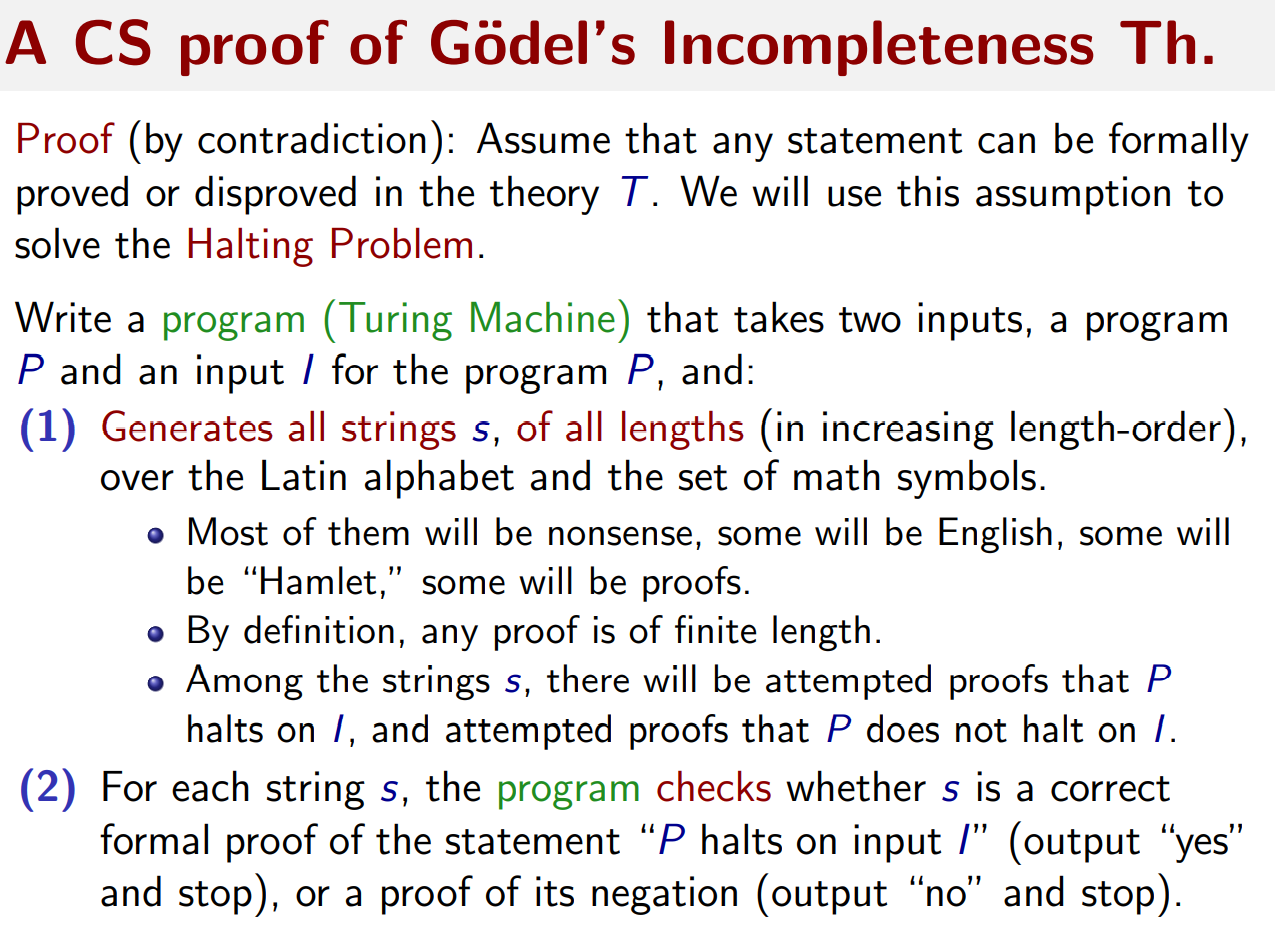 A CS proof of Gödel's Incompleteness Th.
Proof (by contradiction): Assume that any statement can be formally
proved or disproved in the theory T. We will use this assumption to
solve the Halting Problem.
Write a program (Turing Machine) that takes two inputs, a program
P and an input I for the program P, and:
(1) Generates all strings s, of all lengths (in increasing length-order),
over the Latin alphabet and the set of math symbols.
Most of them will be nonsense, some will be English, some will
be “Hamlet,” some will be proofs.
By definition, any proof is of finite length.
Among the strings s, there will be attempted proofs that P
halts on I, and attempted proofs that P does not halt on I.
(2) For each string s, the program checks whether s is a correct
formal proof of the statement “P halts on input I” (output “yes”
and stop), or a proof of its negation (output “no” and stop).